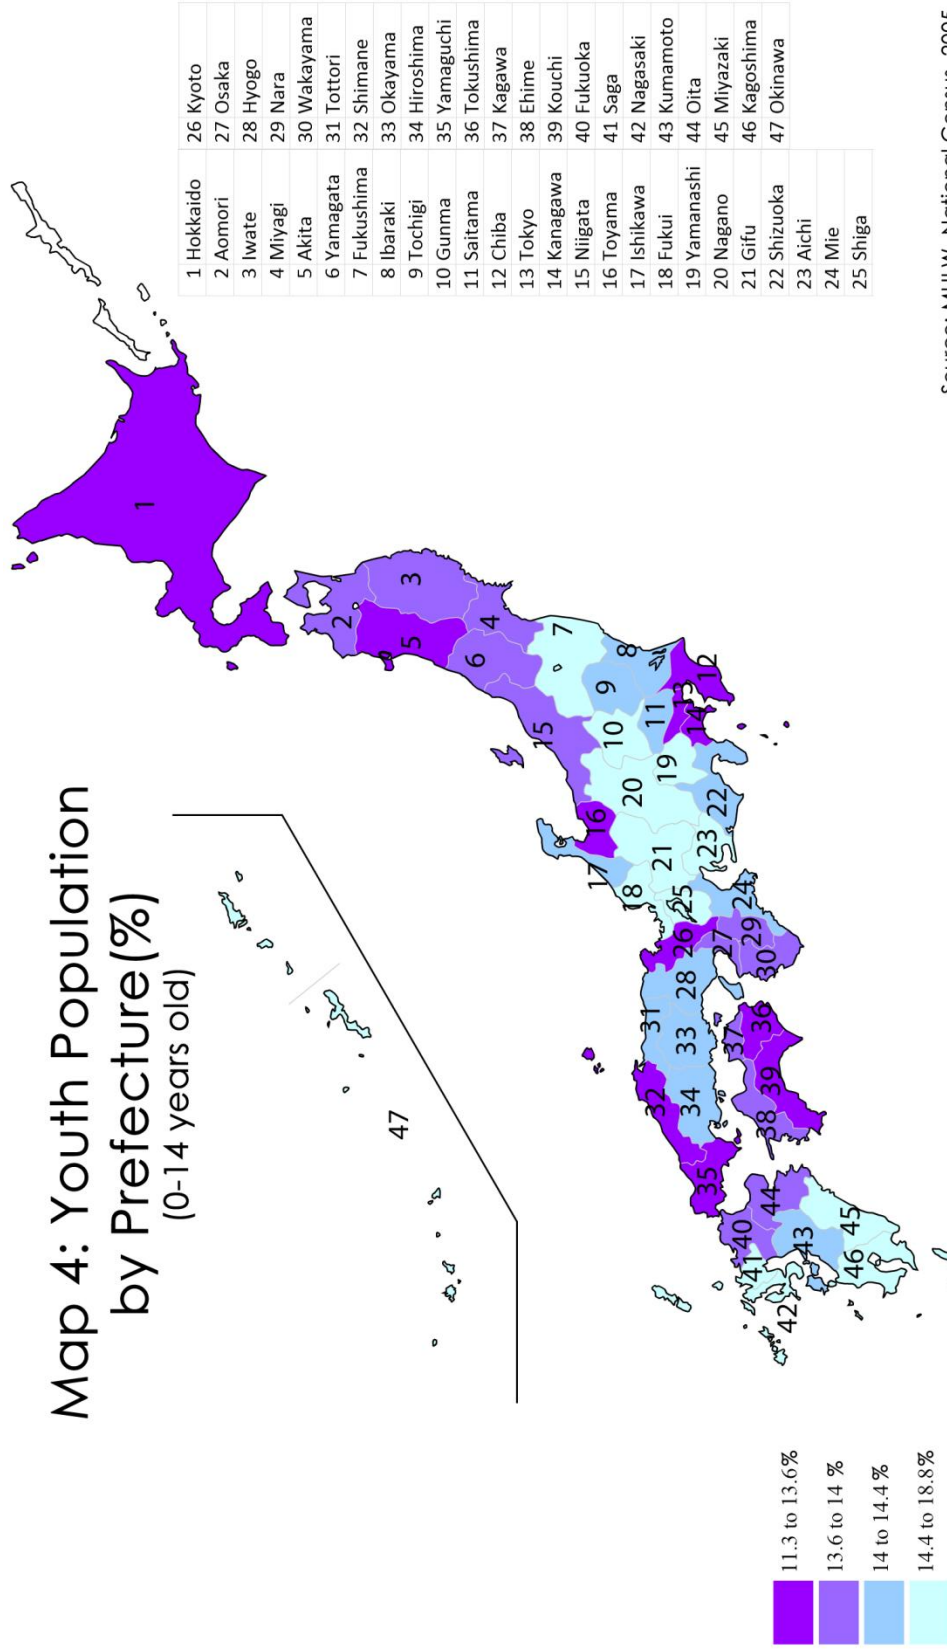 Map 4: Youth Population
by Prefecture(%)
(0-14 years old)
1 Hokkaido 26 Kyoto
2 Aomori 27 Osaka
3 Iwate 28 Hyogo
4 Miyagi 29 Nara
5 Akita 30 Wakayama
6 Yamagata 31 Tottori
7 Fukushima 32 Shimane
8 Ibaraki 33 Okayama
9 Tochigi 34 Hiroshima
10 Gunma 35 Yamaguchi
11 Saitama 36 Tokushima
12 Chiba 37 Kagawa
13 Tokyo 38 Ehime
14 Kanagawa 39 Kouchi
15 Niigata 40 Fukuoka
16 Toyama 41 Saga
17 Ishikawa 42 Nagasaki
18 Fukui 43 Kumamoto
19 Yamanashi 44 Oita
20 Nagano 45 Miyazaki
21 Gifu 46 Kagoshima
22 Shizuoka 47 Okinawa
23 Aichi
24 Mie
25 Shiga
1
2
3
4
5
6
7
8
9
10
11
12
13
14
15
16
17
18
19
20
21
22
23
24
25
26
27
28
29
30
31
32
33
34
35
36
37
38
39
40
41
42
43
44
45
46
47
11.3 to 13.6%
13.6 to 14 %
14 to 14.4 %
14.4 to 18.8%
Source: MHLW, National Census, 2005